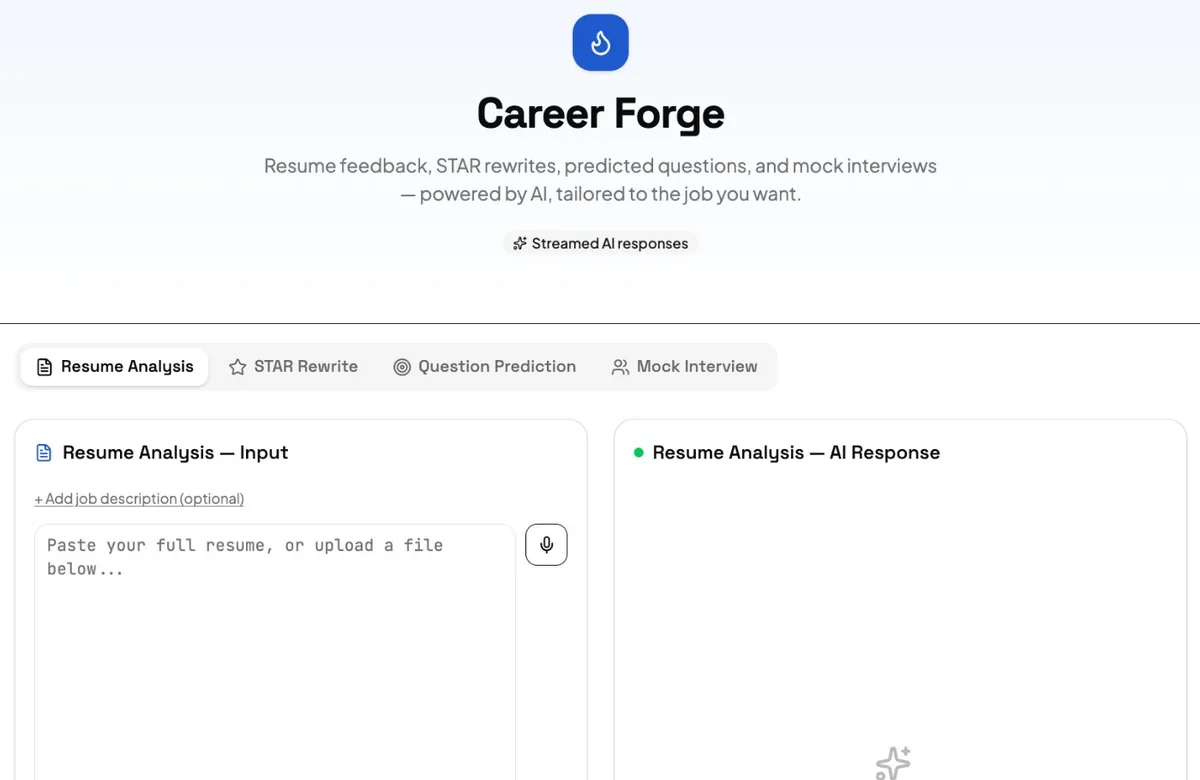 Career Forge
Resume feedback, STAR rewrites, predicted questions, and mock interviews
— powered by AI, tailored to the job you want.
Streamed AI responses
Resume Analysis
STAR Rewrite
Question Prediction
Mock Interview
Resume Analysis — Input
+ Add job description (optional)
Paste your full resume, or upload a file
below...
Resume Analysis — AI Response